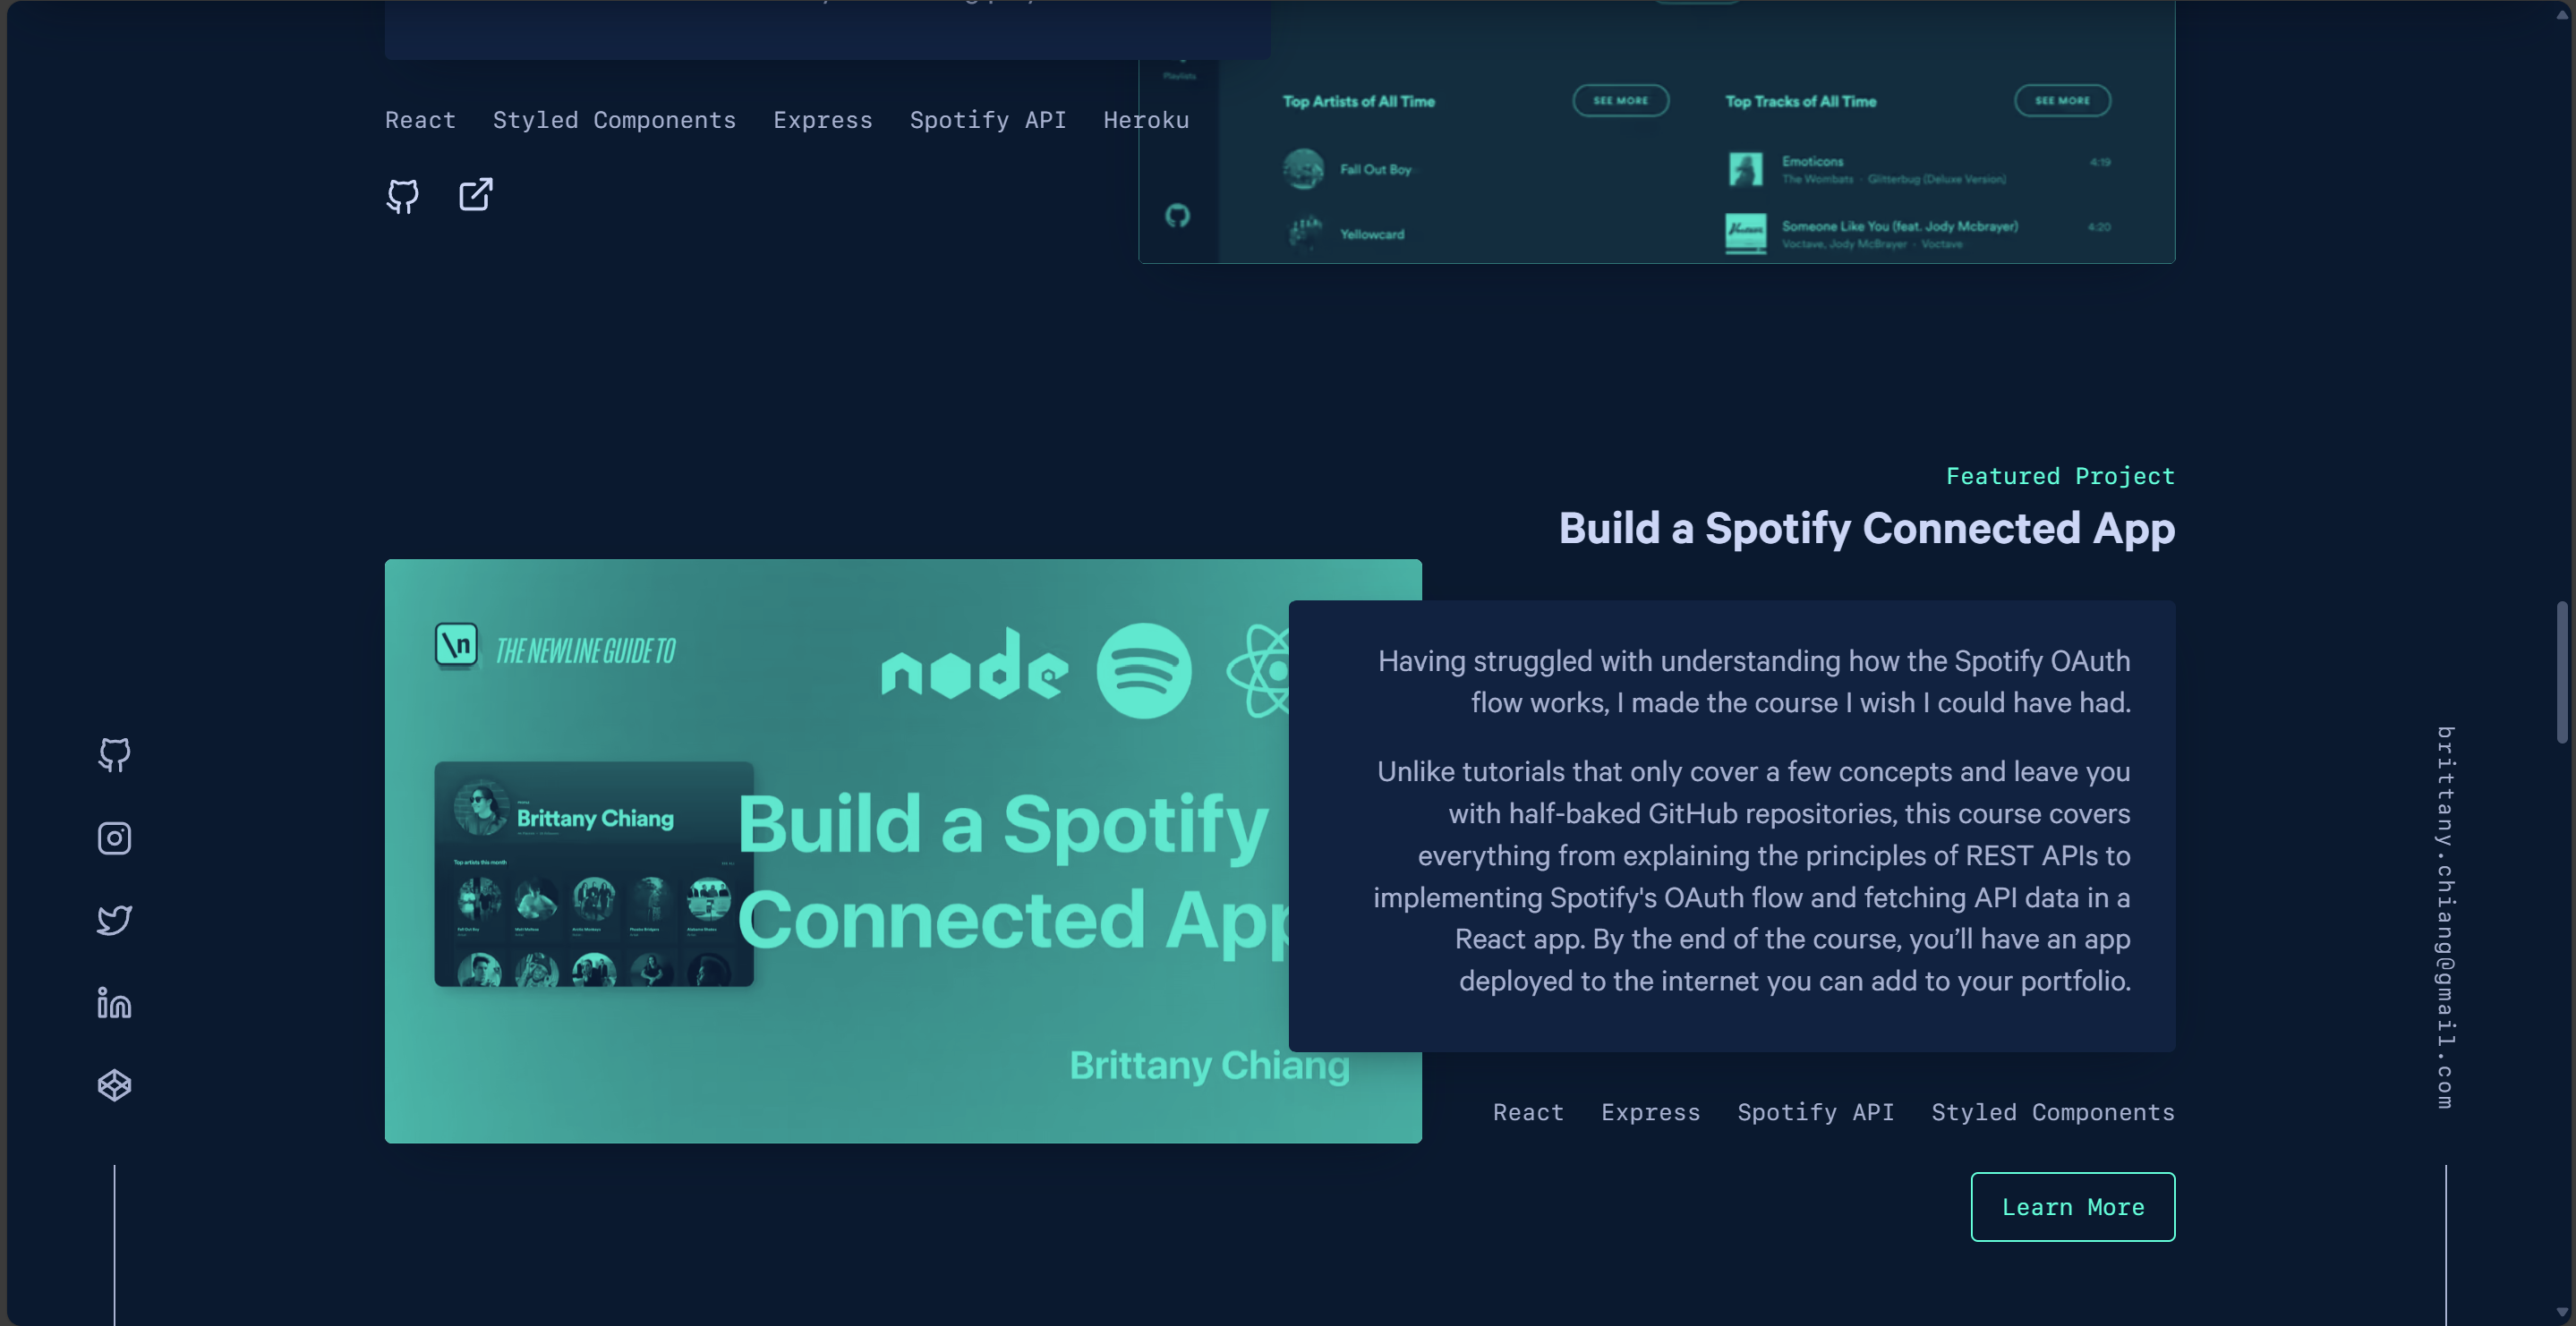 React Styled Components Express Spotify API Heroku
Playlists
Top Artists of All Time
SEE MORE
Fall Out Boy
Yellowcard
Top Tracks of All Time
SEE MORE
Emoticons
4:19
The Wombats · Glitterbug (Deluxe Version)
Someone Like You (feat. Jody Mcbrayer)
4:20
Voctave, Jody McBrayer · Voctave
Featured Project
Build a Spotify Connected App
\n THE NEWLINE GUIDE TO
node
Brittany Chiang
Top artists this month
Build a Spotify
Connected App
Brittany Chiang
Having struggled with understanding how the Spotify OAuth
flow works, I made the course I wish I could have had.
Unlike tutorials that only cover a few concepts and leave you
with half-baked GitHub repositories, this course covers
everything from explaining the principles of REST APIs to
implementing Spotify's OAuth flow and fetching API data in a
React app. By the end of the course, you’ll have an app
deployed to the internet you can add to your portfolio.
React Express Spotify API Styled Components
Learn More
in
brittany.chiang@gmail.com